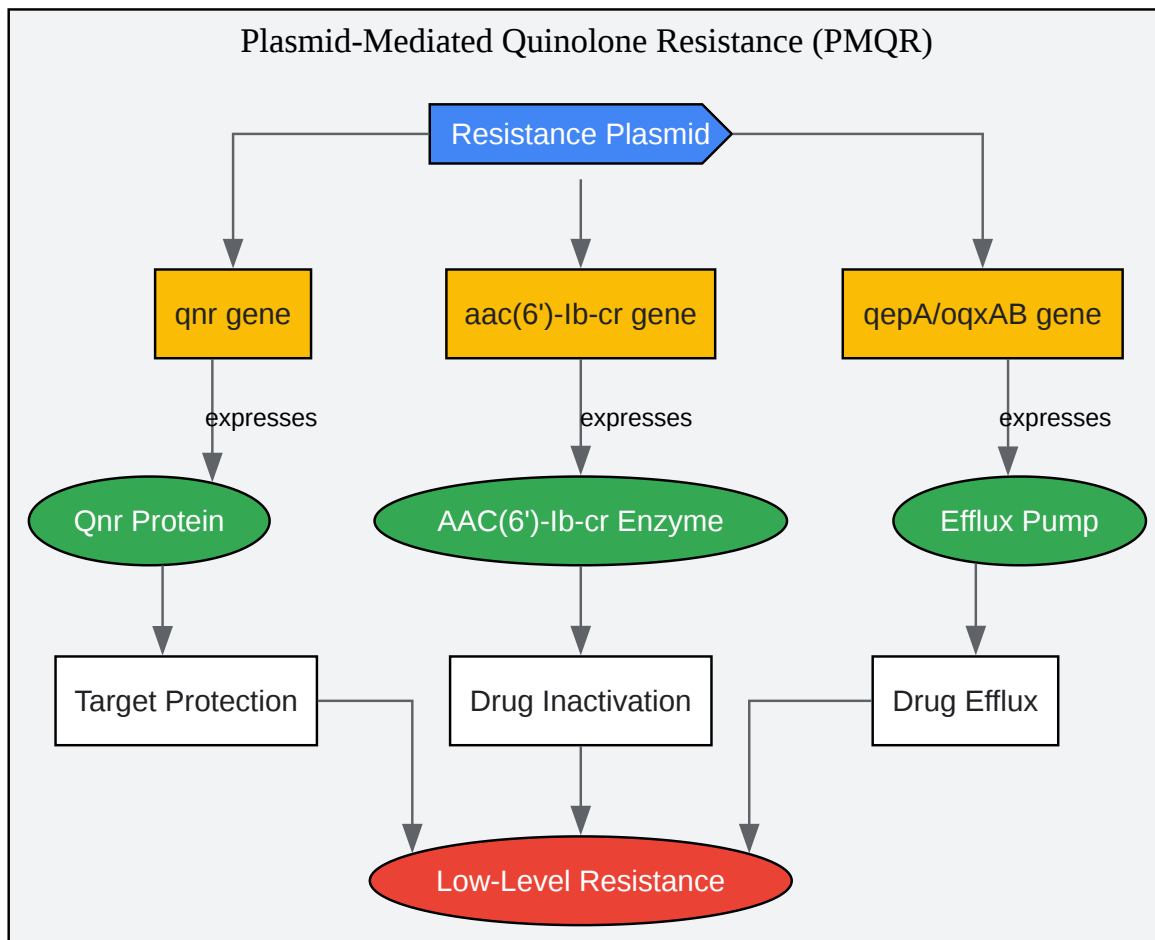 Plasmid-Mediated Quinolone Resistance (PMQR)
Resistance Plasmid
qnr gene
aac(6')-Ib-cr gene
qepA/oqxAB gene
expresses
expresses
expresses
Qnr Protein
AAC(6')-Ib-cr Enzyme
Efflux Pump
Target Protection
Drug Inactivation
Drug Efflux
Low-Level Resistance